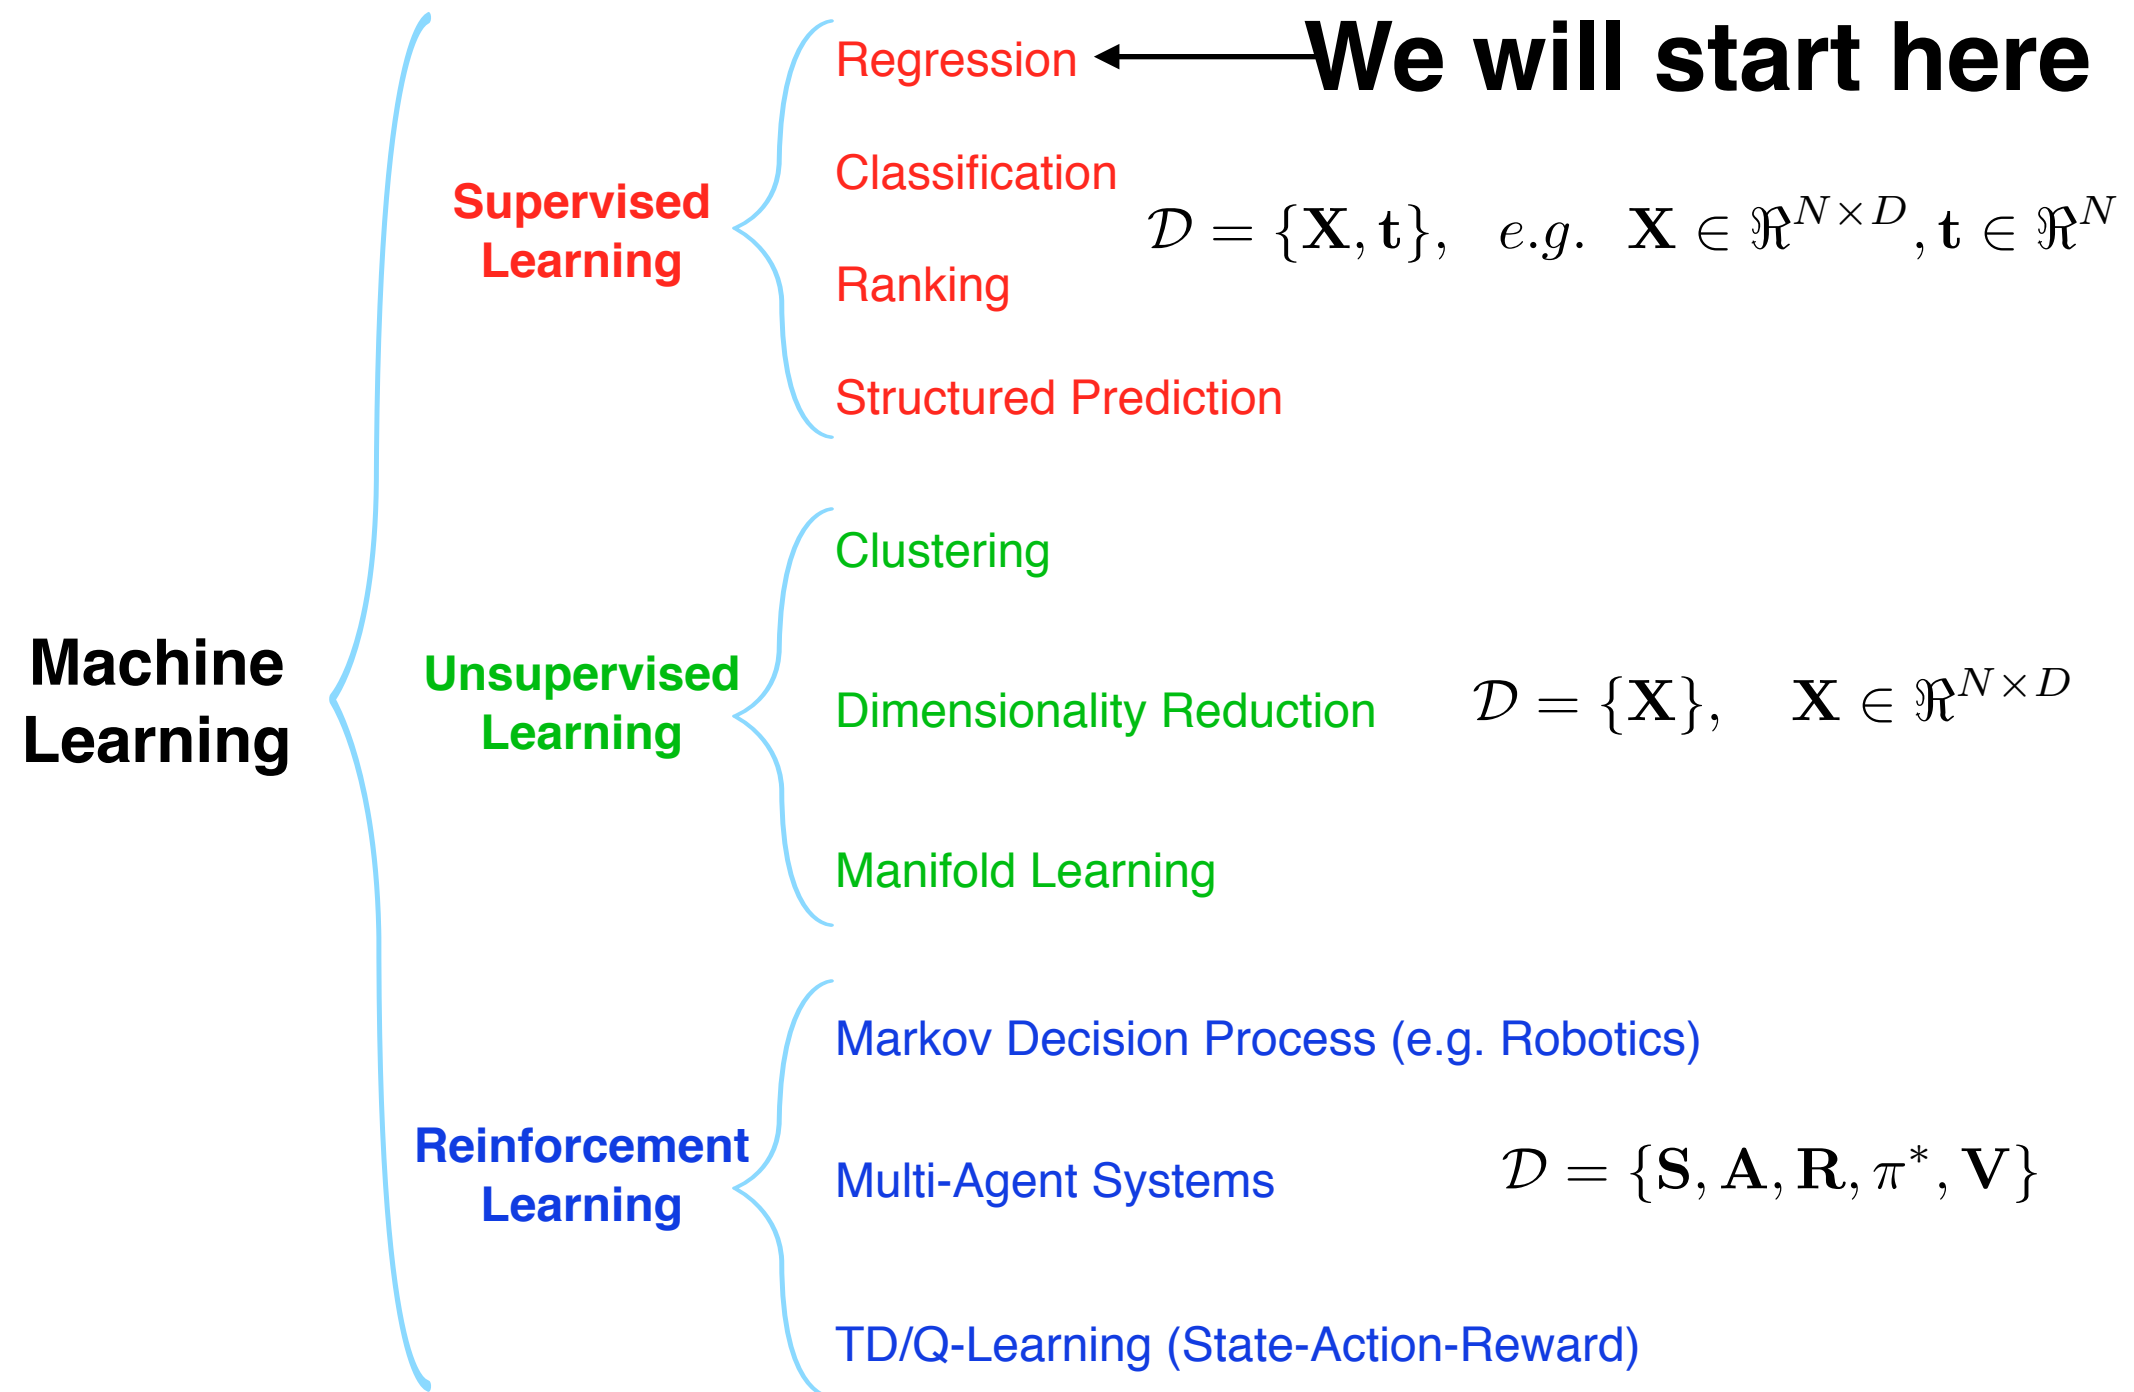 Machine
Learning
Supervised
Learning
Regression
We will start here
Classification
Ranking
Structured Prediction
𝒟 = {𝐗, 𝐭}, e.g. 𝐗 ∈ ℜ^{N×D}, 𝐭 ∈ ℜ^N
Unsupervised
Learning
Clustering
Dimensionality Reduction
Manifold Learning
𝒟 = {𝐗}, 𝐗 ∈ ℜ^{N×D}
Reinforcement
Learning
Markov Decision Process (e.g. Robotics)
Multi-Agent Systems
TD/Q-Learning (State-Action-Reward)
𝒟 = {𝐒, 𝐀, 𝐑, π*, 𝐕}